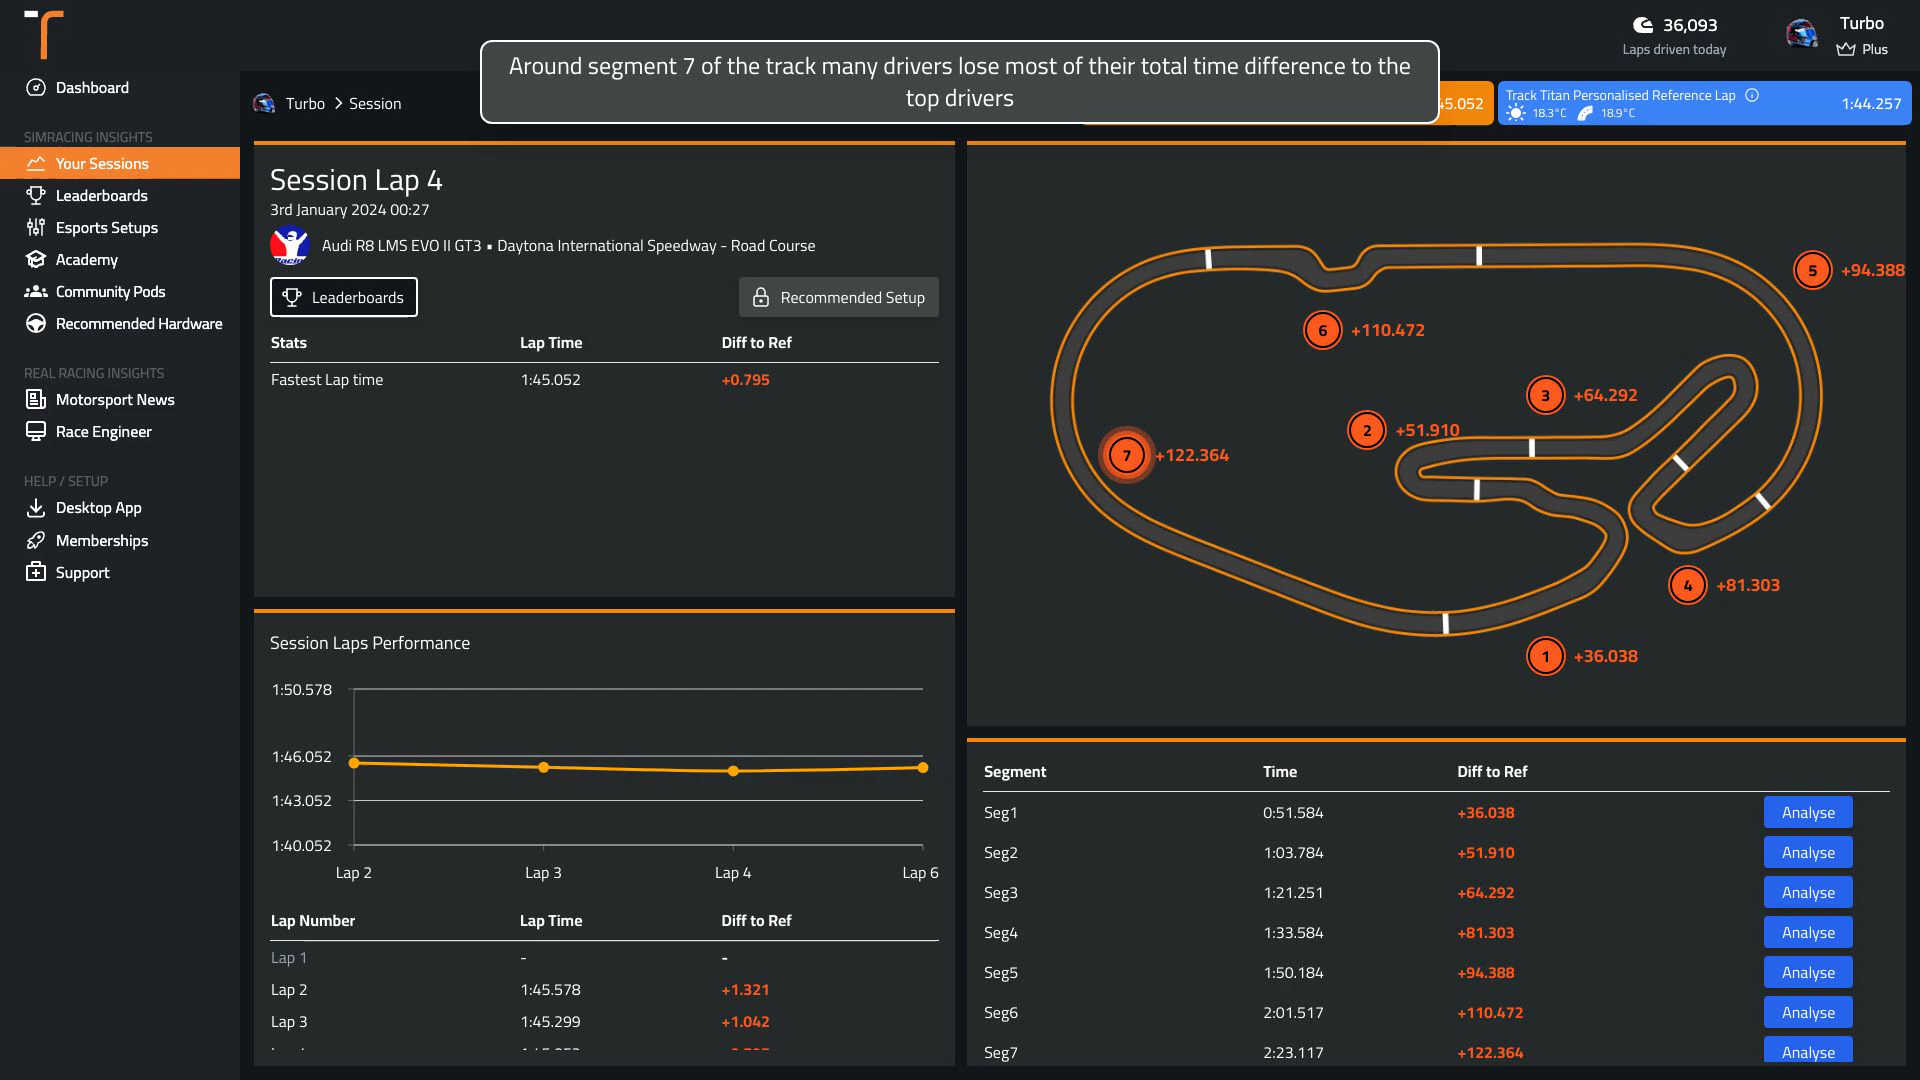 36,093
Laps driven today
Turbo
Plus
Around segment 7 of the track many drivers lose most of their total time difference to the
top drivers
Dashboard
SIMRACING INSIGHTS
Your Sessions
Leaderboards
Esports Setups
Academy
Community Pods
Recommended Hardware
REAL RACING INSIGHTS
Motorsport News
Race Engineer
HELP / SETUP
Desktop App
Memberships
Support
Turbo > Session
5.052
Track Titan Personalised Reference Lap
18.3°C 18.9°C
1:44.257
Session Lap 4
3rd January 2024 00:27
Audi R8 LMS EVO II GT3 • Daytona International Speedway - Road Course
Leaderboards
Recommended Setup
Stats Lap Time Diff to Ref
Fastest Lap time 1:45.052 +0.795
5 +94.388
6 +110.472
3 +64.292
2 +51.910
7 +122.364
4 +81.303
1 +36.038
Session Laps Performance
1:50.578
1:46.052
1:43.052
1:40.052
Lap 2 Lap 3 Lap 4 Lap 6
Lap Number Lap Time Diff to Ref
Lap 1 - -
Lap 2 1:45.578 +1.321
Lap 3 1:45.299 +1.042
Segment Time Diff to Ref
Seg1 0:51.584 +36.038 Analyse
Seg2 1:03.784 +51.910 Analyse
Seg3 1:21.251 +64.292 Analyse
Seg4 1:33.584 +81.303 Analyse
Seg5 1:50.184 +94.388 Analyse
Seg6 2:01.517 +110.472 Analyse
Seg7 2:23.117 +122.364 Analyse